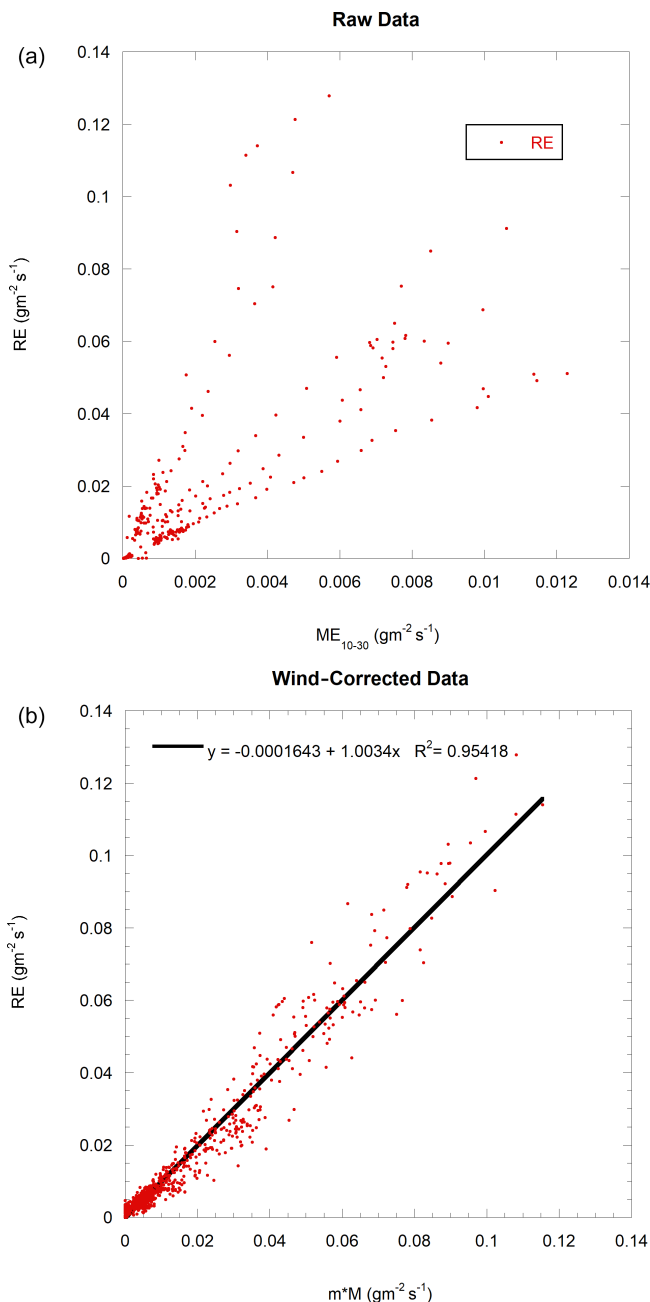 Raw Data
(a)
0.14
0.12
0.1
0.08
0.06
0.04
0.02
0
RE (gm⁻² s⁻¹)
RE
0 0.002 0.004 0.006 0.008 0.01 0.012 0.014
ME₁₀₋₃₀ (gm⁻² s⁻¹)
Wind-Corrected Data
(b)
0.14
0.12
0.1
0.08
0.06
0.04
0.02
0
RE (gm⁻² s⁻¹)
y = -0.0001643 + 1.0034x R²= 0.95418
0 0.02 0.04 0.06 0.08 0.1 0.12 0.14
m*M (gm⁻² s⁻¹)